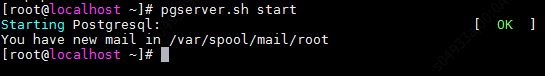 [root@localhost ~]# pgserver.sh start
Starting Postgresql: [ OK ]
You have new mail in /var/spool/mail/root
[root@localhost ~]#